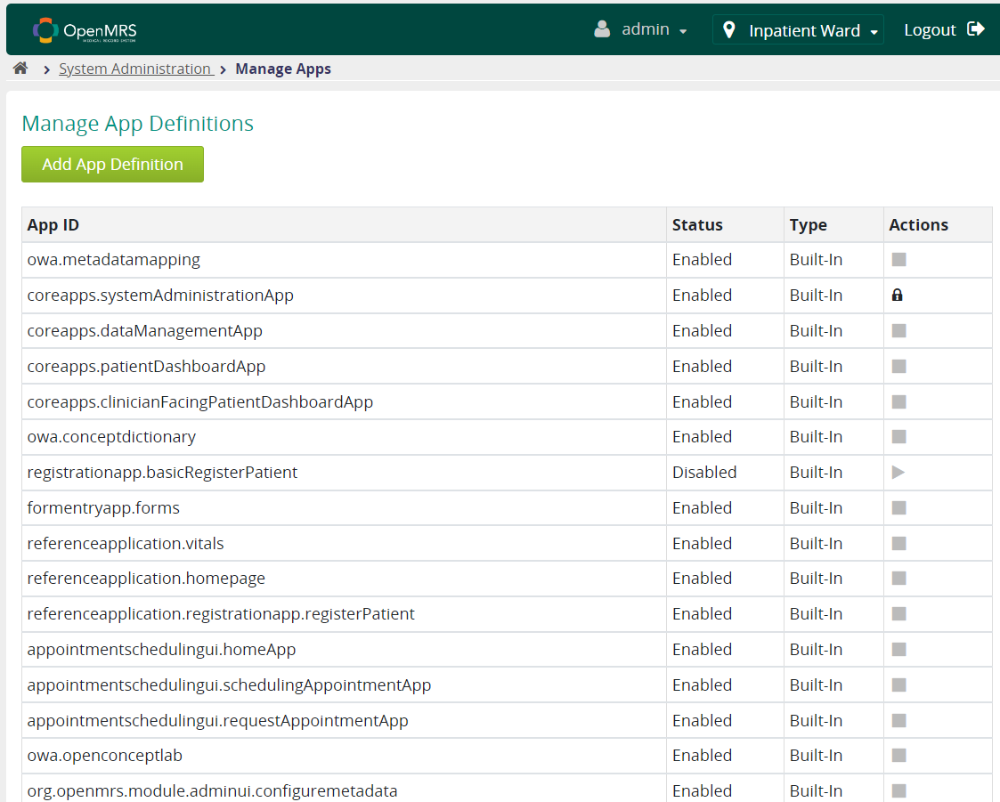 OpenMRS
MEDICAL RECORD SYSTEM
admin
Inpatient Ward
Logout
System Administration
Manage Apps
Manage App Definitions
Add App Definition
App ID Status Type Actions
owa.metadatamapping Enabled Built-In
coreapps.systemAdministrationApp Enabled Built-In
coreapps.dataManagementApp Enabled Built-In
coreapps.patientDashboardApp Enabled Built-In
coreapps.clinicianFacingPatientDashboardApp Enabled Built-In
owa.conceptdictionary Enabled Built-In
registrationapp.basicRegisterPatient Disabled Built-In
formentryapp.forms Enabled Built-In
referenceapplication.vitals Enabled Built-In
referenceapplication.homepage Enabled Built-In
referenceapplication.registrationapp.registerPatient Enabled Built-In
appointmentschedulingui.homeApp Enabled Built-In
appointmentschedulingui.schedulingAppointmentApp Enabled Built-In
appointmentschedulingui.requestAppointmentApp Enabled Built-In
owa.openconceptlab Enabled Built-In
org.openmrs.module.adminui.configuremetadata Enabled Built-In